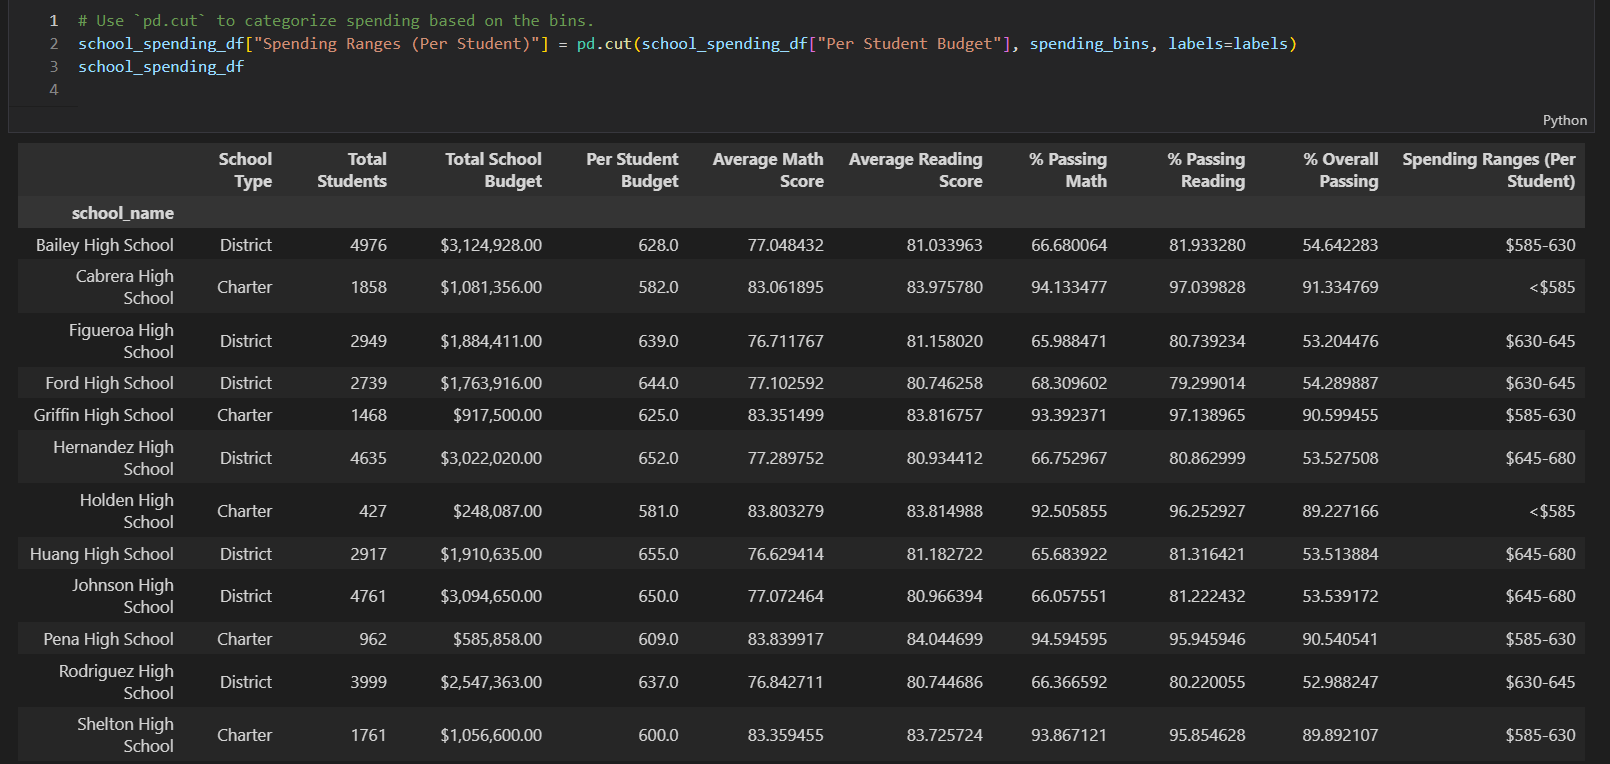 1 # Use `pd.cut` to categorize spending based on the bins.
2 school_spending_df["Spending Ranges (Per Student)"] = pd.cut(school_spending_df["Per Student Budget"], spending_bins, labels=labels)
3 school_spending_df
4
Python
School Total Total School Per Student Average Math Average Reading % Passing % Passing % Overall Spending Ranges (Per
Type Students Budget Budget Score Score Math Reading Passing Student)
school_name
Bailey High School District 4976 $3,124,928.00 628.0 77.048432 81.033963 66.680064 81.933280 54.642283 $585-630
Cabrera High
School Charter 1858 $1,081,356.00 582.0 83.061895 83.975780 94.133477 97.039828 91.334769 <$585
Figueroa High
School District 2949 $1,884,411.00 639.0 76.711767 81.158020 65.988471 80.739234 53.204476 $630-645
Ford High School District 2739 $1,763,916.00 644.0 77.102592 80.746258 68.309602 79.299014 54.289887 $630-645
Griffin High School Charter 1468 $917,500.00 625.0 83.351499 83.816757 93.392371 97.138965 90.599455 $585-630
Hernandez High
School District 4635 $3,022,020.00 652.0 77.289752 80.934412 66.752967 80.862999 53.527508 $645-680
Holden High
School Charter 427 $248,087.00 581.0 83.803279 83.814988 92.505855 96.252927 89.227166 <$585
Huang High School District 2917 $1,910,635.00 655.0 76.629414 81.182722 65.683922 81.316421 53.513884 $645-680
Johnson High
School District 4761 $3,094,650.00 650.0 77.072464 80.966394 66.057551 81.222432 53.539172 $645-680
Pena High School Charter 962 $585,858.00 609.0 83.839917 84.044699 94.594595 95.945946 90.540541 $585-630
Rodriguez High
School District 3999 $2,547,363.00 637.0 76.842711 80.744686 66.366592 80.220055 52.988247 $630-645
Shelton High
School Charter 1761 $1,056,600.00 600.0 83.359455 83.725724 93.867121 95.854628 89.892107 $585-630